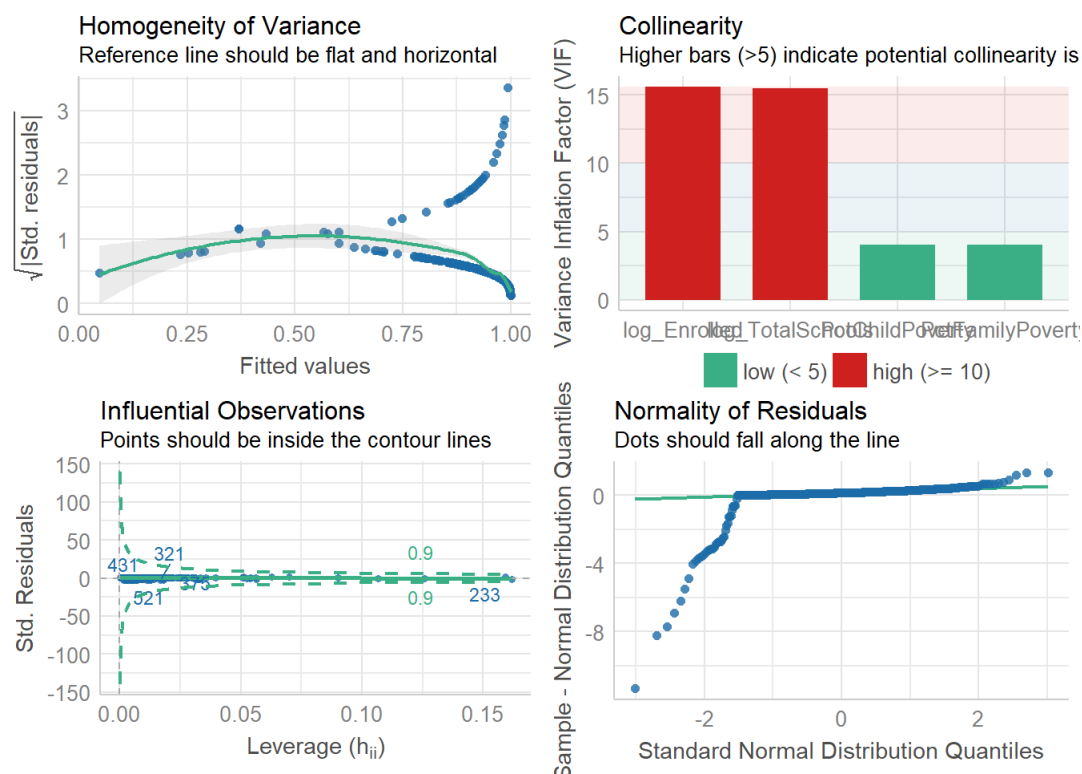 Homogeneity of Variance
Reference line should be flat and horizontal
√|Std. residuals|
3
2
1
0
0.00 0.25 0.50 0.75 1.00
Fitted values
Collinearity
Higher bars (>5) indicate potential collinearity is
Variance Inflation Factor (VIF)
15
10
5
0
log_Enrolled log_TotalSchools PctChildPoverty PctFamilyPoverty
low (< 5) high (>= 10)
Influential Observations
Points should be inside the contour lines
Std. Residuals
150
100
50
0
-50
-100
-150
431
321
521
373
233
0.9
0.9
0.00 0.05 0.10 0.15
Leverage (hii)
Normality of Residuals
Dots should fall along the line
Sample - Normal Distribution Quantiles
0
-4
-8
-2 0 2
Standard Normal Distribution Quantiles